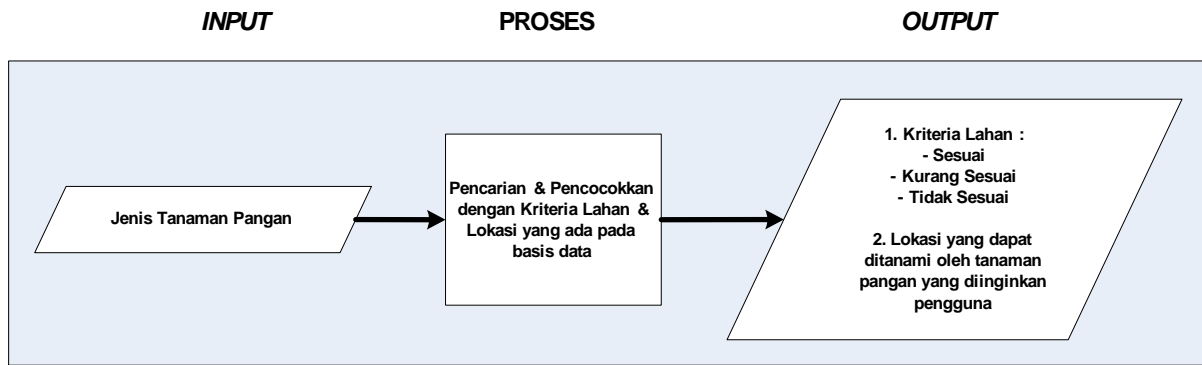 INPUT
PROSES
OUTPUT
Jenis Tanaman Pangan
Pencarian & Pencocokkan
dengan Kriteria Lahan &
Lokasi yang ada pada
basis data
1. Kriteria Lahan :
- Sesuai
- Kurang Sesuai
- Tidak Sesuai
2. Lokasi yang dapat
ditanami oleh tanaman
pangan yang diinginkan
pengguna